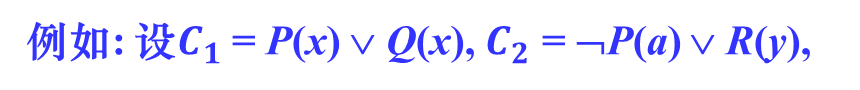 例如: 设C₁ = P(x) ∨ Q(x), C₂ = ¬P(a) ∨ R(y),